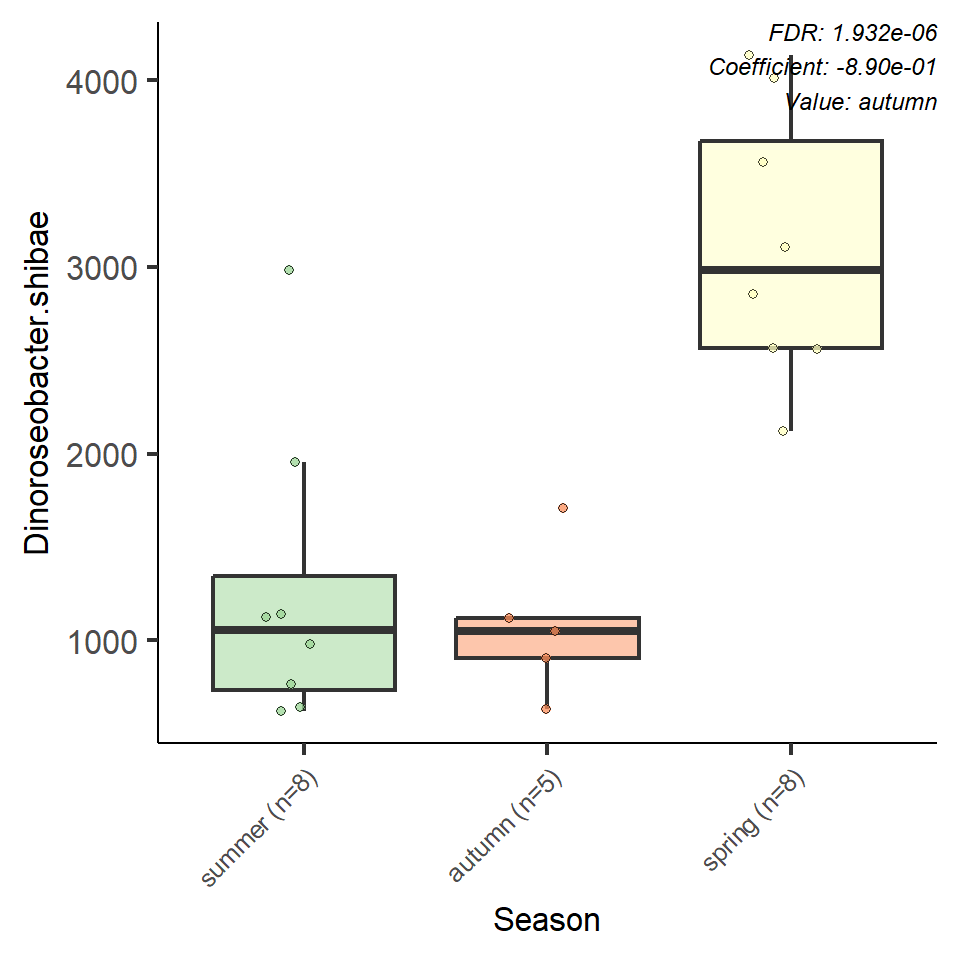 FDR: 1.932e-06
Coefficient: -8.90e-01
Value: autumn
Dinoroseobacter.shibae
4000
3000
2000
1000
summer (n=8)
autumn (n=5)
spring (n=8)
Season